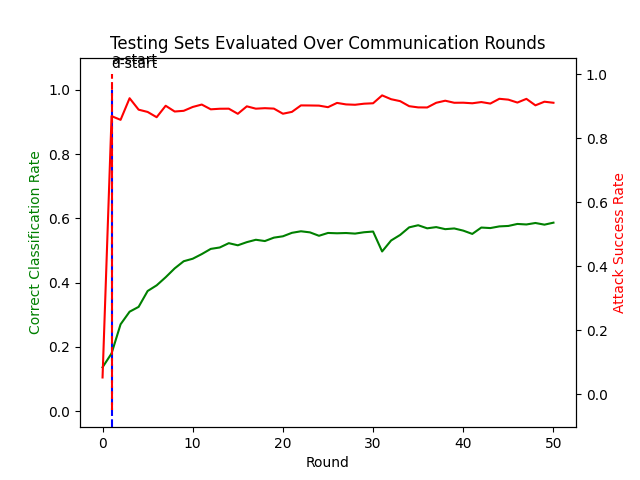 Testing Sets Evaluated Over Communication Rounds
a-start
d-start
1.0
0.8
0.6
0.4
0.2
0.0
Correct Classification Rate
1.0
0.8
0.6
0.4
0.2
0.0
Attack Success Rate
0 10 20 30 40 50
Round